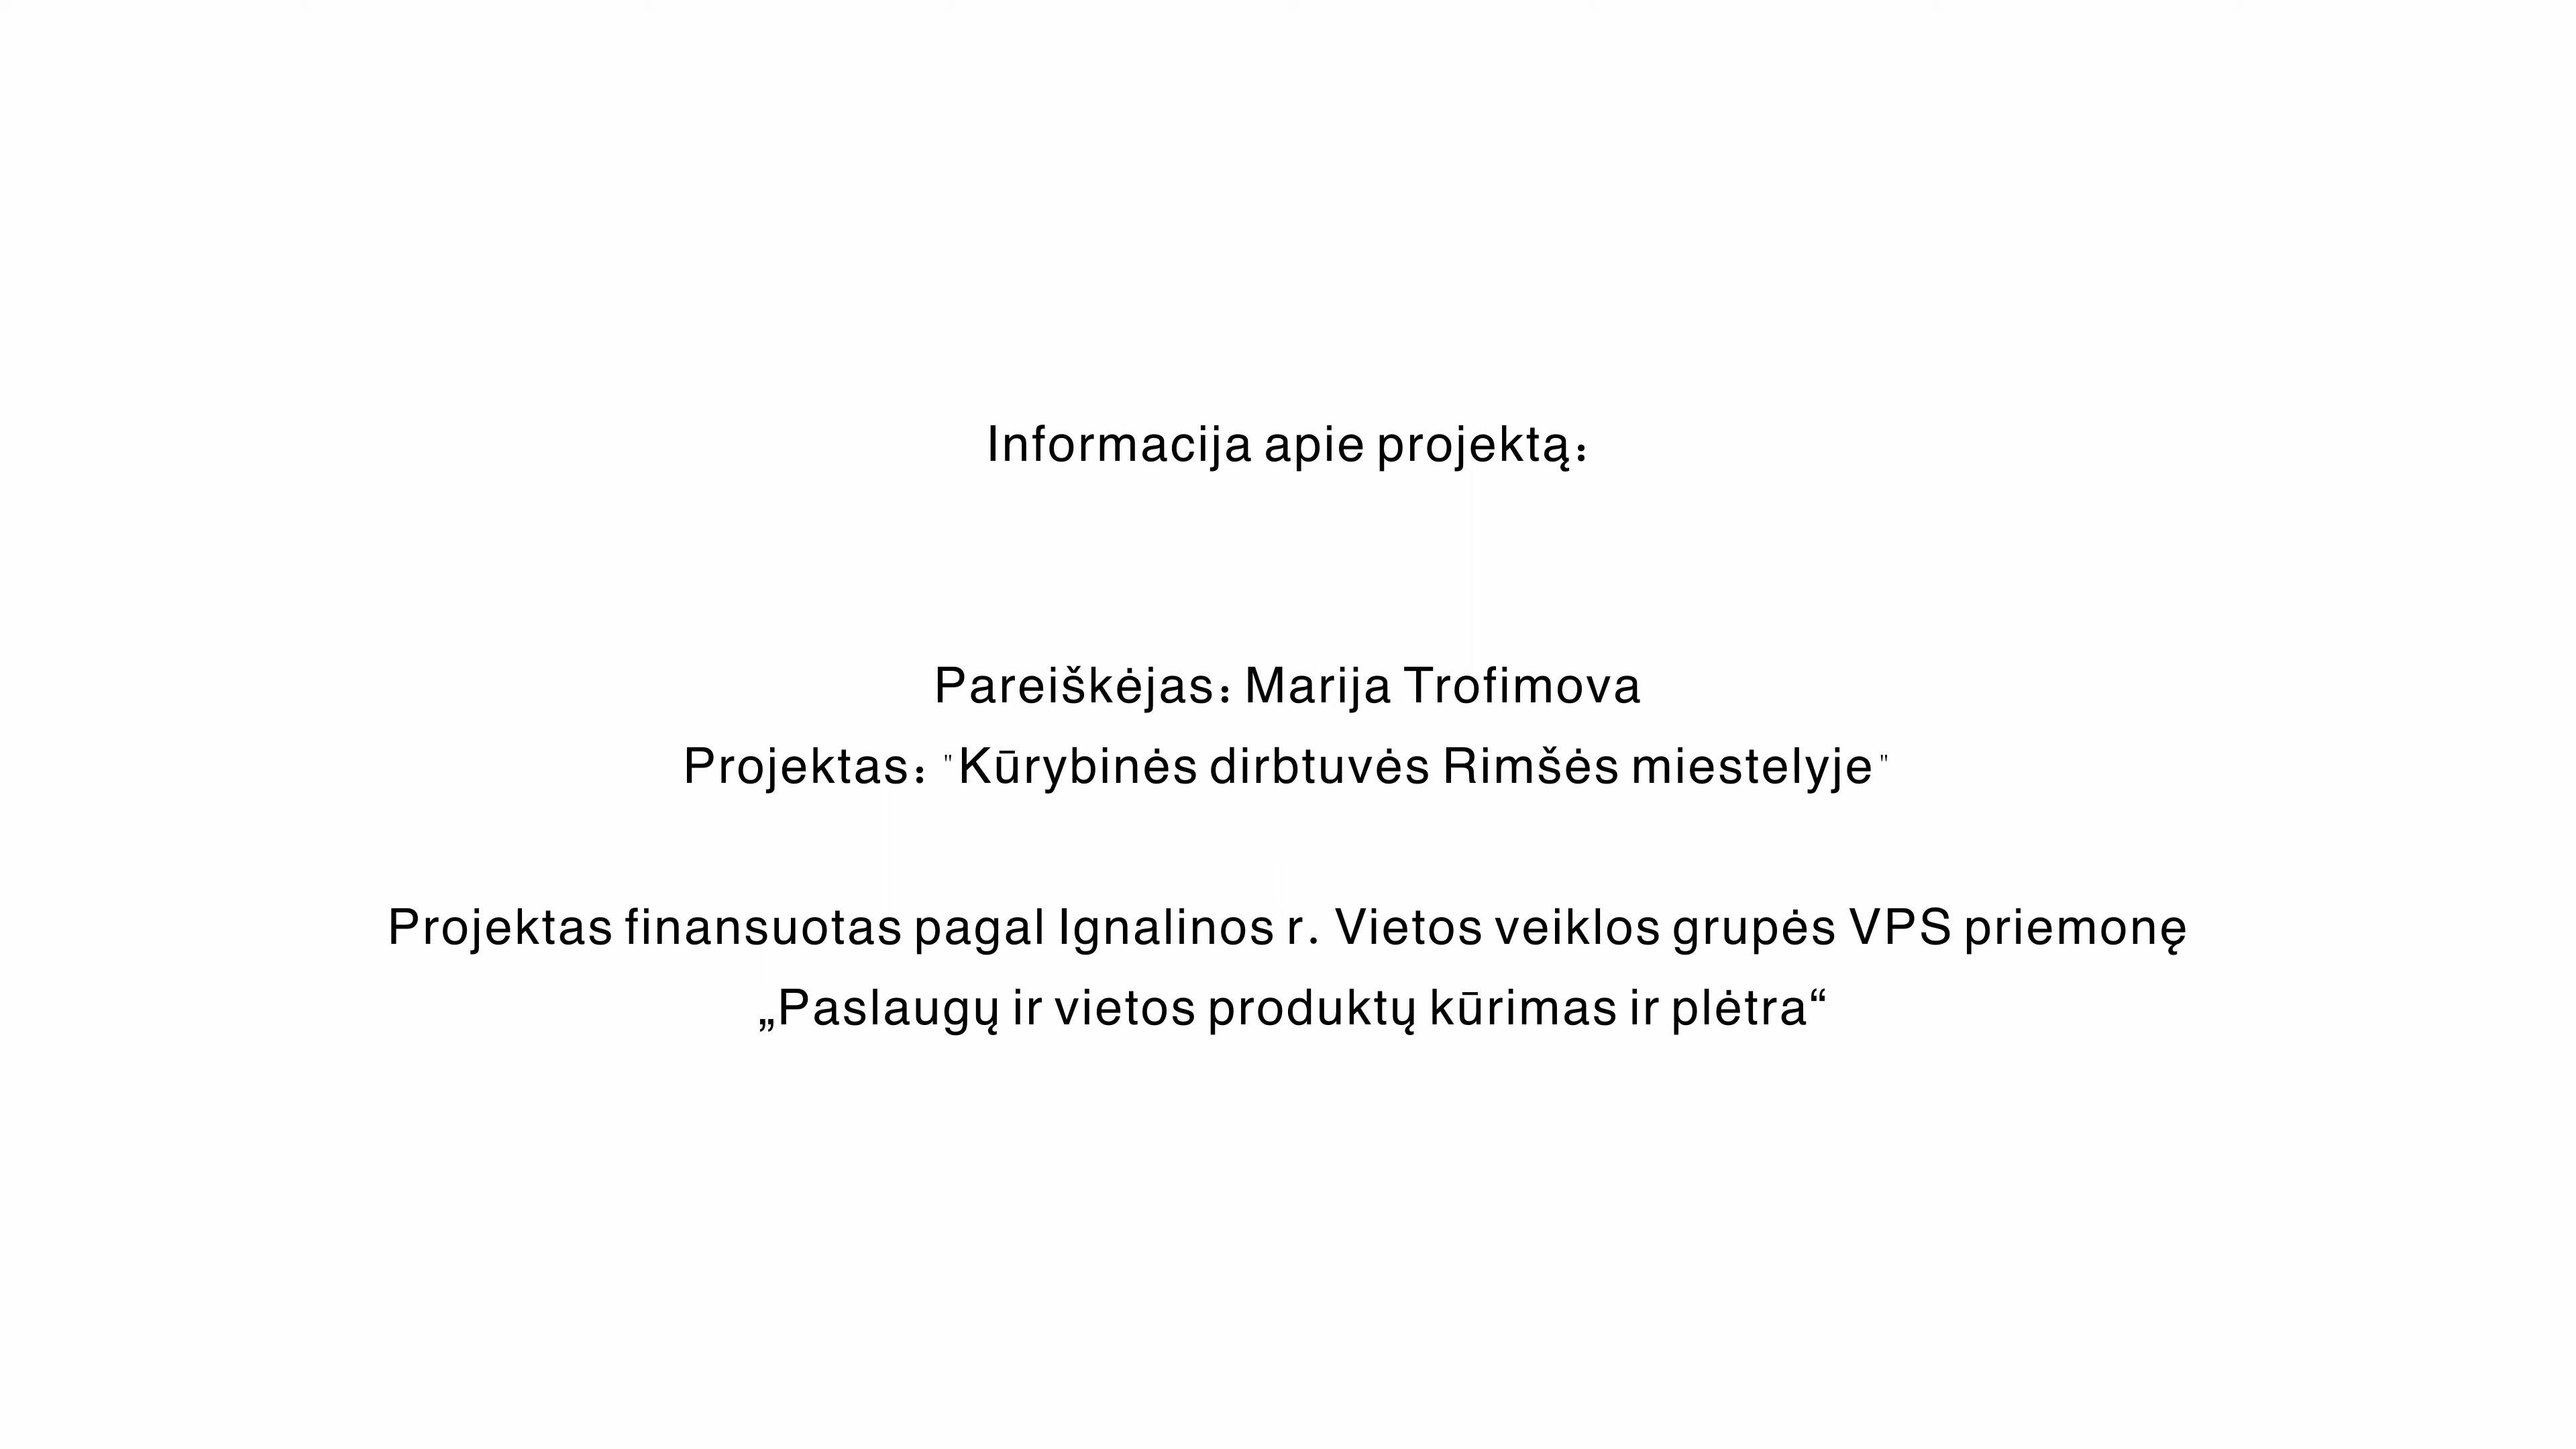 Informacija apie projektą:
Pareiškėjas: Marija Trofimova
Projektas: "Kūrybinės dirbtuvės Rimšės miestelyje"
Projektas finansuotas pagal Ignalinos r. Vietos veiklos grupės VPS priemonę
„Paslaugų ir vietos produktų kūrimas ir plėtra“